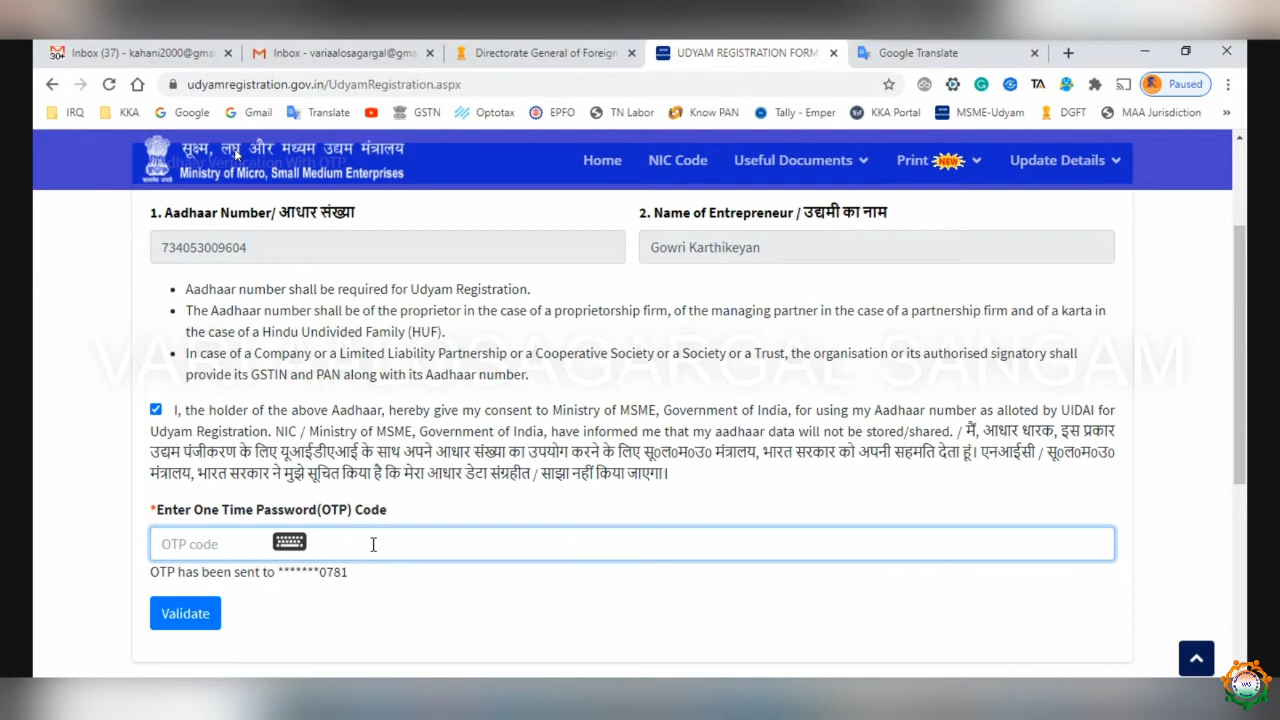 Inbox (37) - kahani2000@gma
Inbox - variaalosagargal@gma
Directorate General of Foreign
UDYAM REGISTRATION FORM
Google Translate
udyamregistration.gov.in/UdyamRegistration.aspx
Paused
IRQ
KKA
Google
Gmail
Translate
GSTN
Optotax
EPFO
TN Labor
Know PAN
Tally - Emper
KKA Portal
MSME-Udyam
DGFT
MAA Jurisdiction
»
सूक्ष्म, लघु और मध्यम उद्यम मंत्रालय
Aadhaar Verification With OTP
Ministry of Micro, Small Medium Enterprises
Home
NIC Code
Useful Documents
Print NEW
Update Details
1. Aadhaar Number/ आधार संख्या
2. Name of Entrepreneur / उद्यमी का नाम
734053009604
Gowri Karthikeyan
• Aadhaar number shall be required for Udyam Registration.
• The Aadhaar number shall be of the proprietor in the case of a proprietorship firm, of the managing partner in the case of a partnership firm and of a karta in
the case of a Hindu Undivided Family (HUF).
• In case of a Company or a Limited Liability Partnership or a Cooperative Society or a Society or a Trust, the organisation or its authorised signatory shall
provide its GSTIN and PAN along with its Aadhaar number.
VARIAALOSAGARGAL SANGAM
I, the holder of the above Aadhaar, hereby give my consent to Ministry of MSME, Government of India, for using my Aadhaar number as alloted by UIDAI for
Udyam Registration. NIC / Ministry of MSME, Government of India, have informed me that my aadhaar data will not be stored/shared. / मैं, आधार धारक, इस प्रकार
उद्यम पंजीकरण के लिए यूआईडीएआई के साथ अपने आधार संख्या का उपयोग करने के लिए सू0ल0म0उ0 मंत्रालय, भारत सरकार को अपनी सहमति देता हूं। एनआईसी / सू0ल0म0उ0
मंत्रालय, भारत सरकार ने मुझे सूचित किया है कि मेरा आधार डेटा संग्रहीत / साझा नहीं किया जाएगा।
*Enter One Time Password(OTP) Code
OTP code
OTP has been sent to *******0781
Validate
VAS